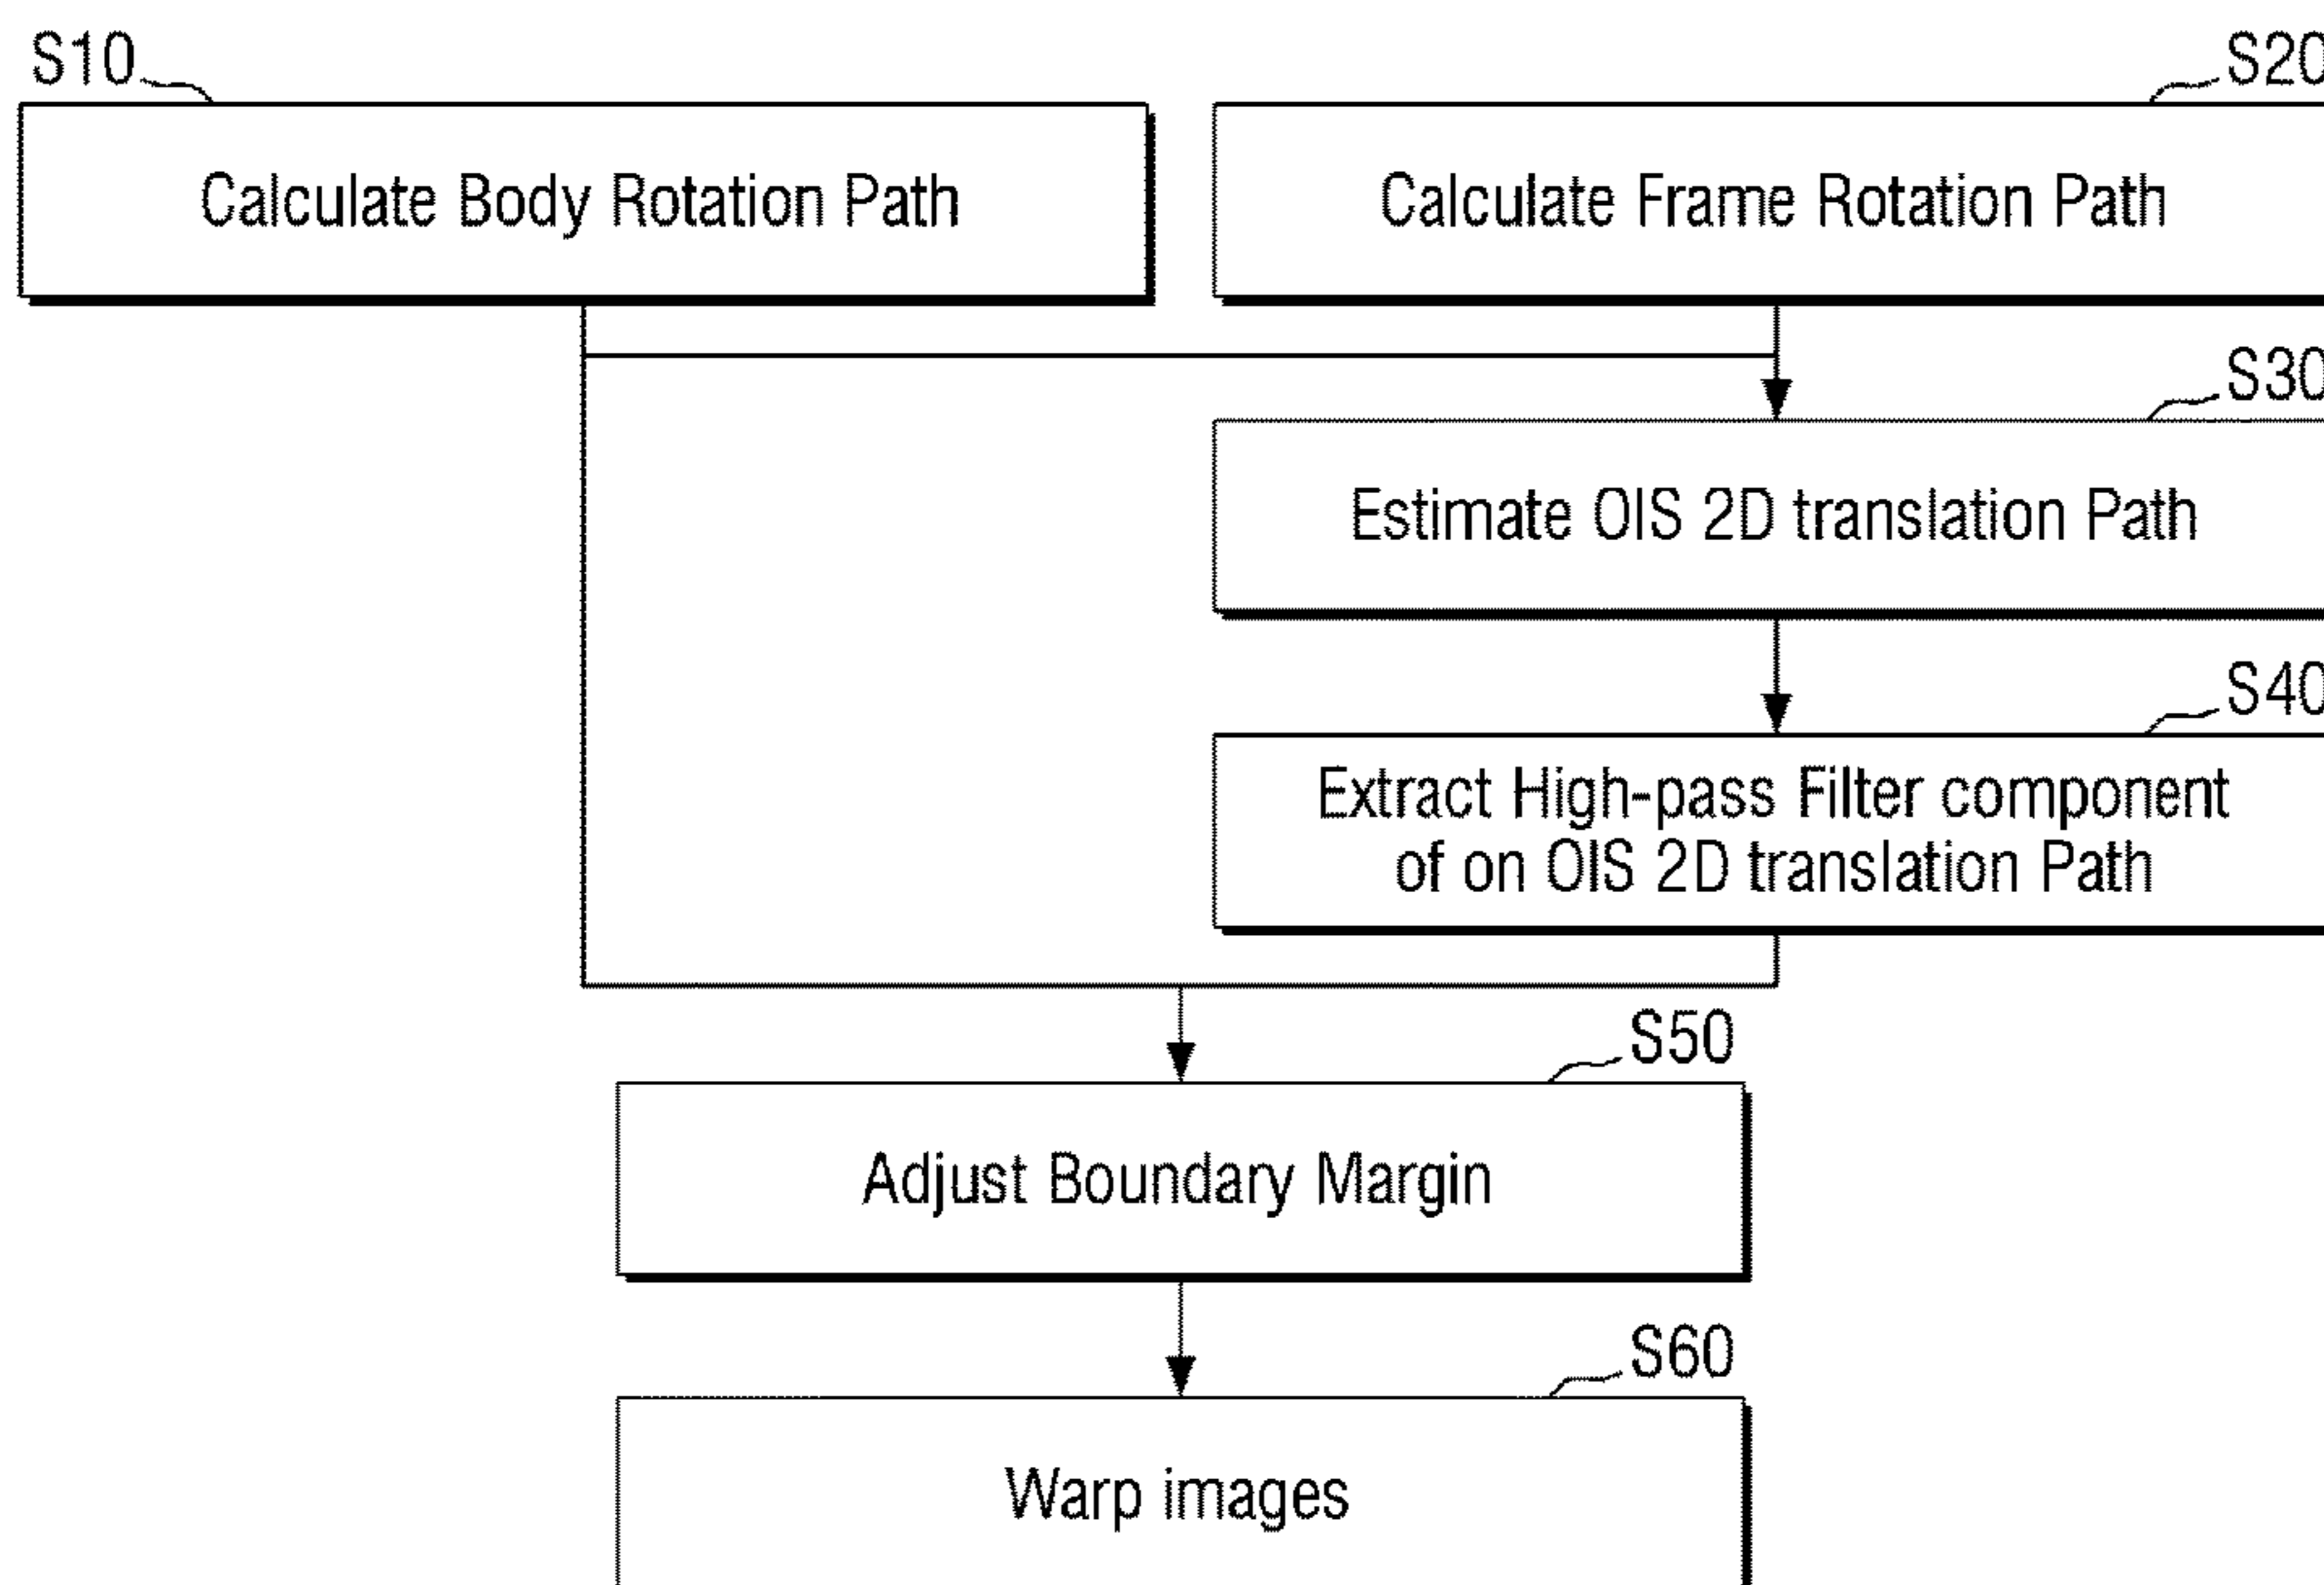 S10
S20
Calculate Body Rotation Path
Calculate Frame Rotation Path
S30
Estimate OIS 2D translation Path
S40
Extract High-pass Filter component
of on OIS 2D translation Path
S50
Adjust Boundary Margin
S60
Warp images